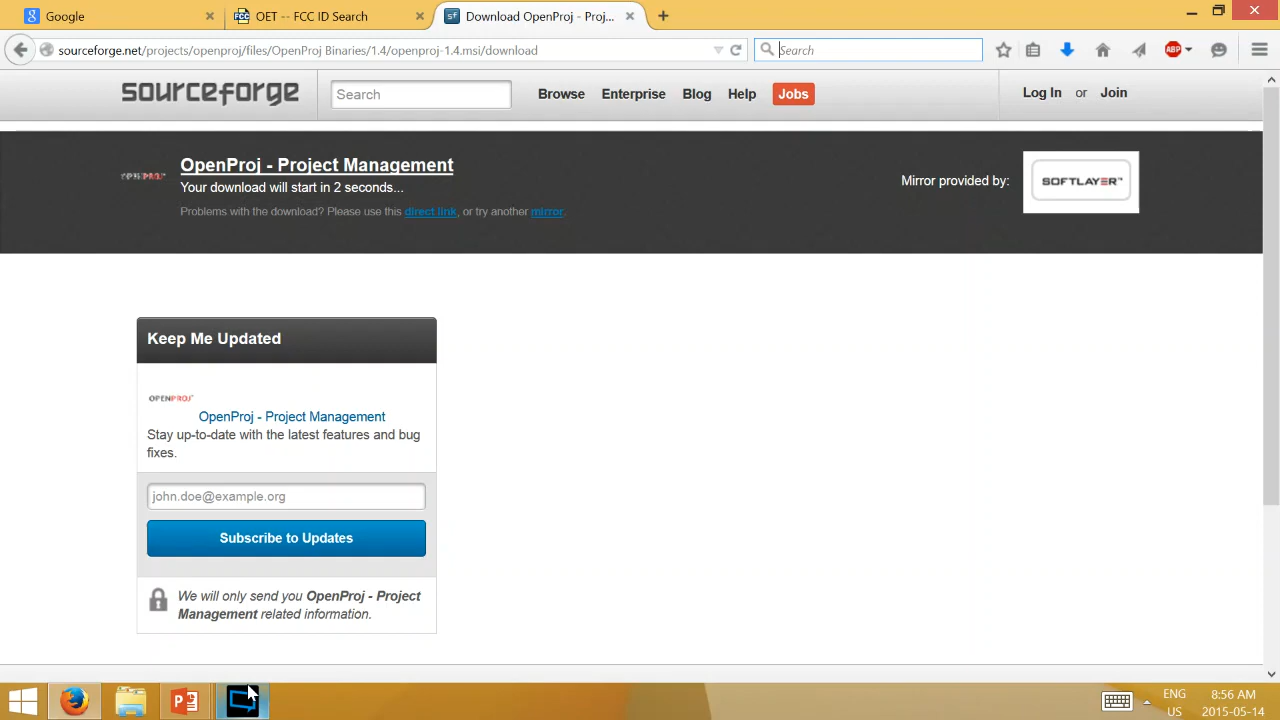 Google
FCC OET -- FCC ID Search
sf Download OpenProj - Proj...
sourceforge.net/projects/openproj/files/OpenProj Binaries/1.4/openproj-1.4.msi/download
Search
ABP
sourceforge
Search
Browse Enterprise Blog Help Jobs
Log In or Join
OPENPROJ
OpenProj - Project Management
Your download will start in 2 seconds...
Problems with the download? Please use this direct link, or try another mirror.
Mirror provided by:
SOFTLAYER™
Keep Me Updated
OPENPROJ
OpenProj - Project Management
Stay up-to-date with the latest features and bug
fixes.
john.doe@example.org
Subscribe to Updates
We will only send you OpenProj - Project
Management related information.
ENG
US
8:56 AM
2015-05-14